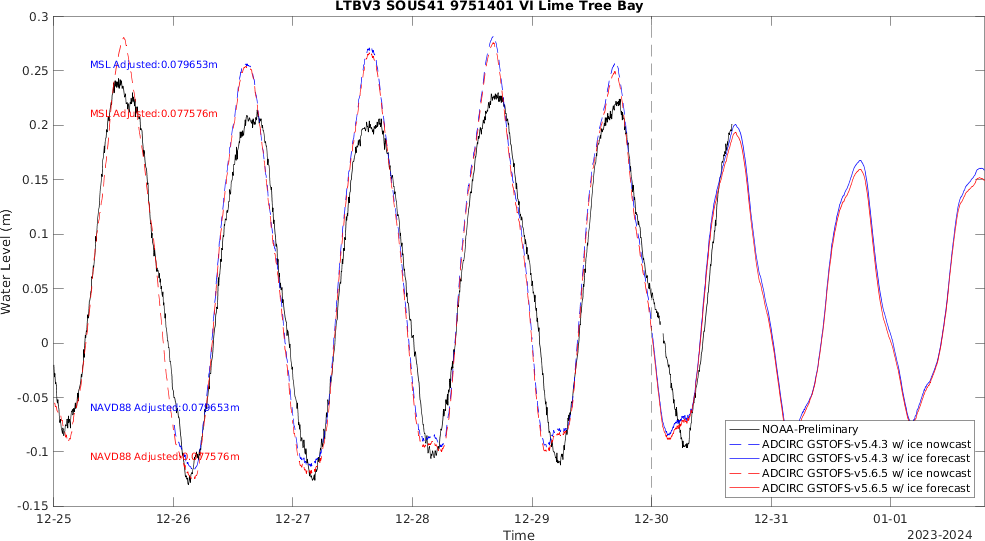 LTBV3 SOUS41 9751401 VI Lime Tree Bay
0.3
0.25
0.2
0.15
0.1
0.05
0
-0.05
-0.1
-0.15
Water Level (m)
MSL Adjusted:0.079653m
MSL Adjusted:0.077576m
NAVD88 Adjusted:0.079653m
NAVD88 Adjusted:0.077576m
NOAA-Preliminary
ADCIRC GSTOFS-v5.4.3 w/ ice nowcast
ADCIRC GSTOFS-v5.4.3 w/ ice forecast
ADCIRC GSTOFS-v5.6.5 w/ ice nowcast
ADCIRC GSTOFS-v5.6.5 w/ ice forecast
12-25 12-26 12-27 12-28 12-29 12-30 12-31 01-01
Time
2023-2024